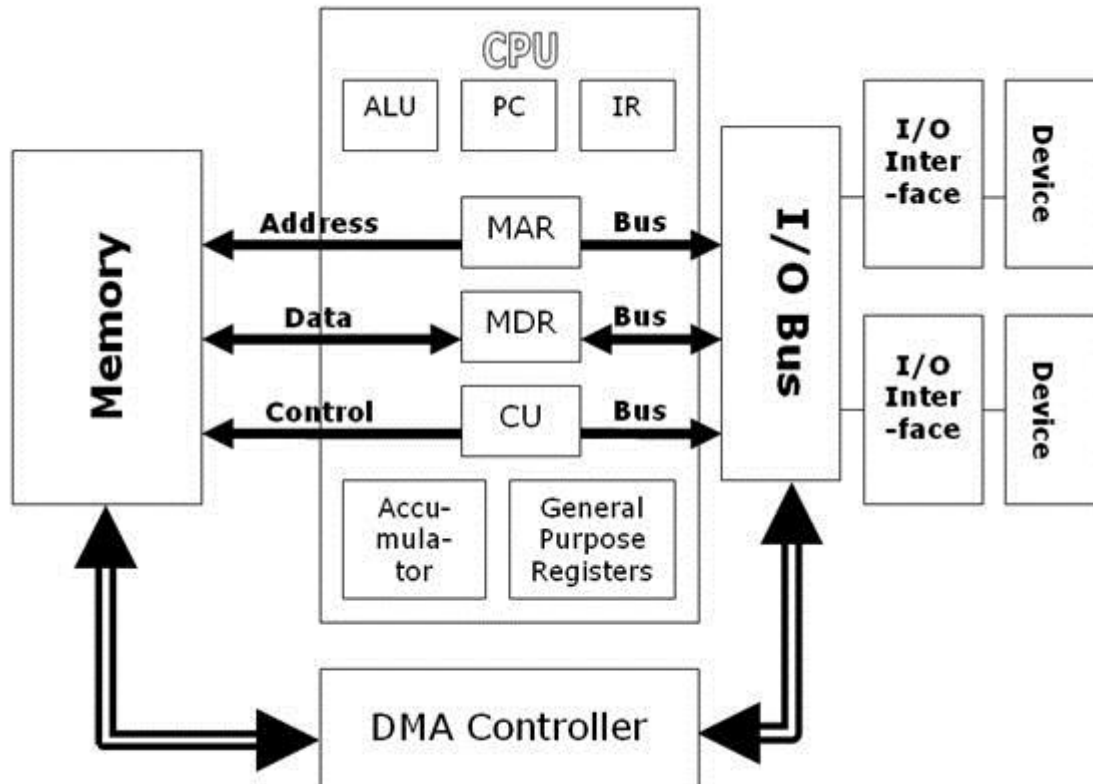 CPU
ALU
PC
IR
Memory
Address
MAR
Bus
Data
MDR
Bus
Control
CU
Bus
Accu-
mula-
tor
General
Purpose
Registers
I/O Bus
I/O
Inter
-face
Device
I/O
Inter
-face
Device
DMA Controller